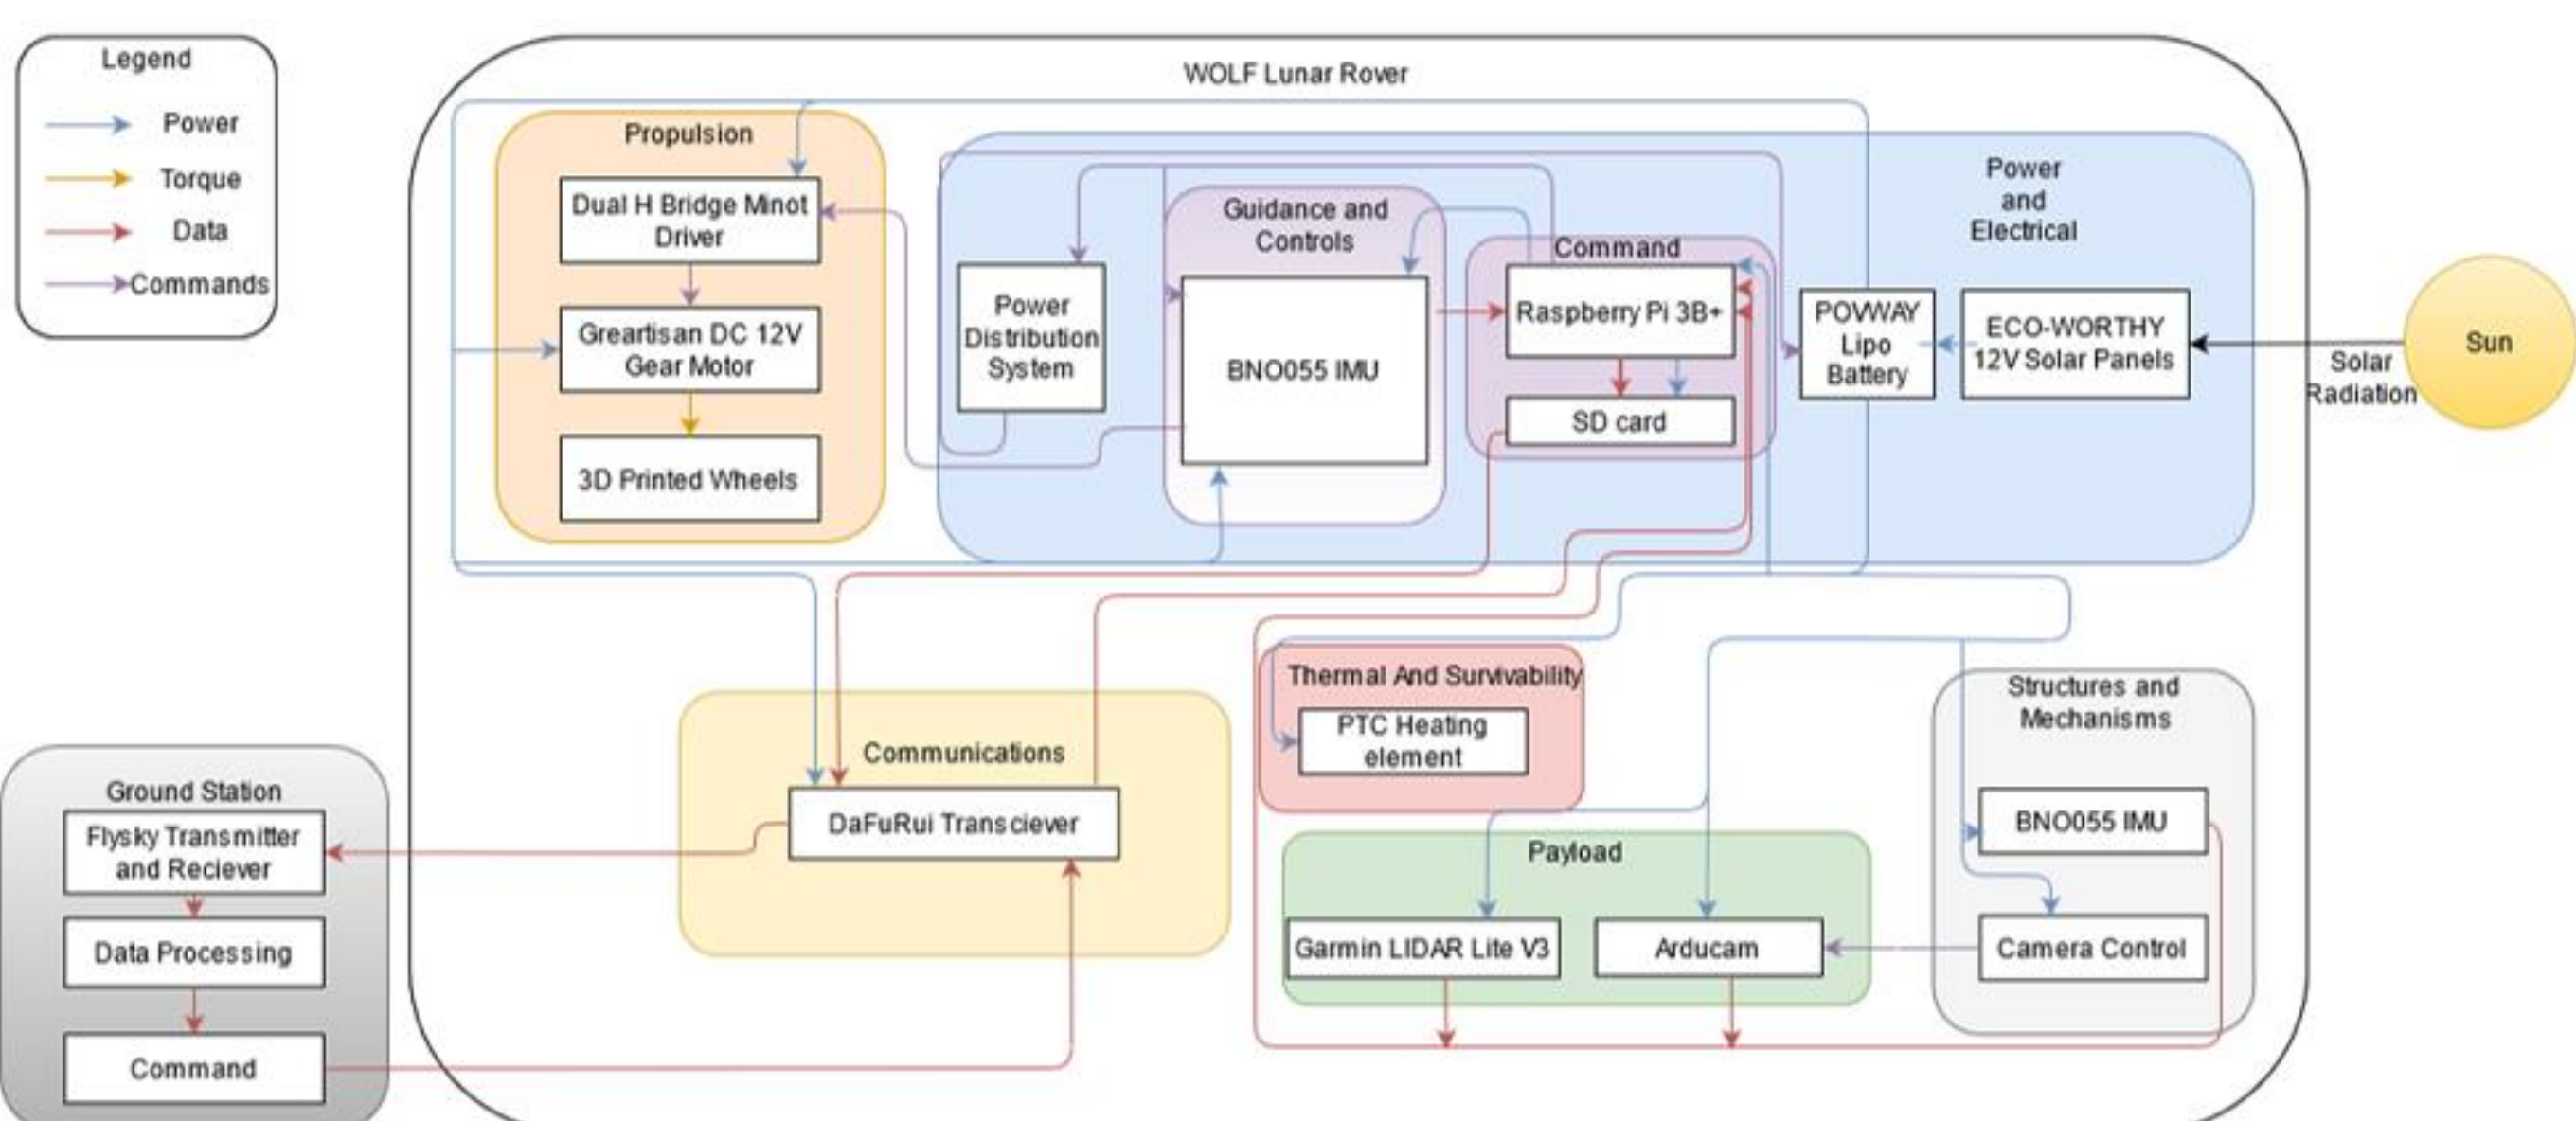 Legend
Power
Torque
Data
Commands
WOLF Lunar Rover
Propulsion
Dual H Bridge Minot
Driver
Greartisan DC 12V
Gear Motor
3D Printed Wheels
Power
and
Electrical
Power
Distribution
System
Guidance and
Controls
BNO055 IMU
Command
Raspberry Pi 3B+
SD card
POVWAY
Lipo
Battery
ECO-WORTHY
12V Solar Panels
Solar
Radiation
Sun
Communications
DaFuRui Transciever
Thermal And Survivability
PTC Heating
element
Payload
Garmin LIDAR Lite V3
Arducam
Structures and
Mechanisms
BNO055 IMU
Camera Control
Ground Station
Flysky Transmitter
and Reciever
Data Processing
Command